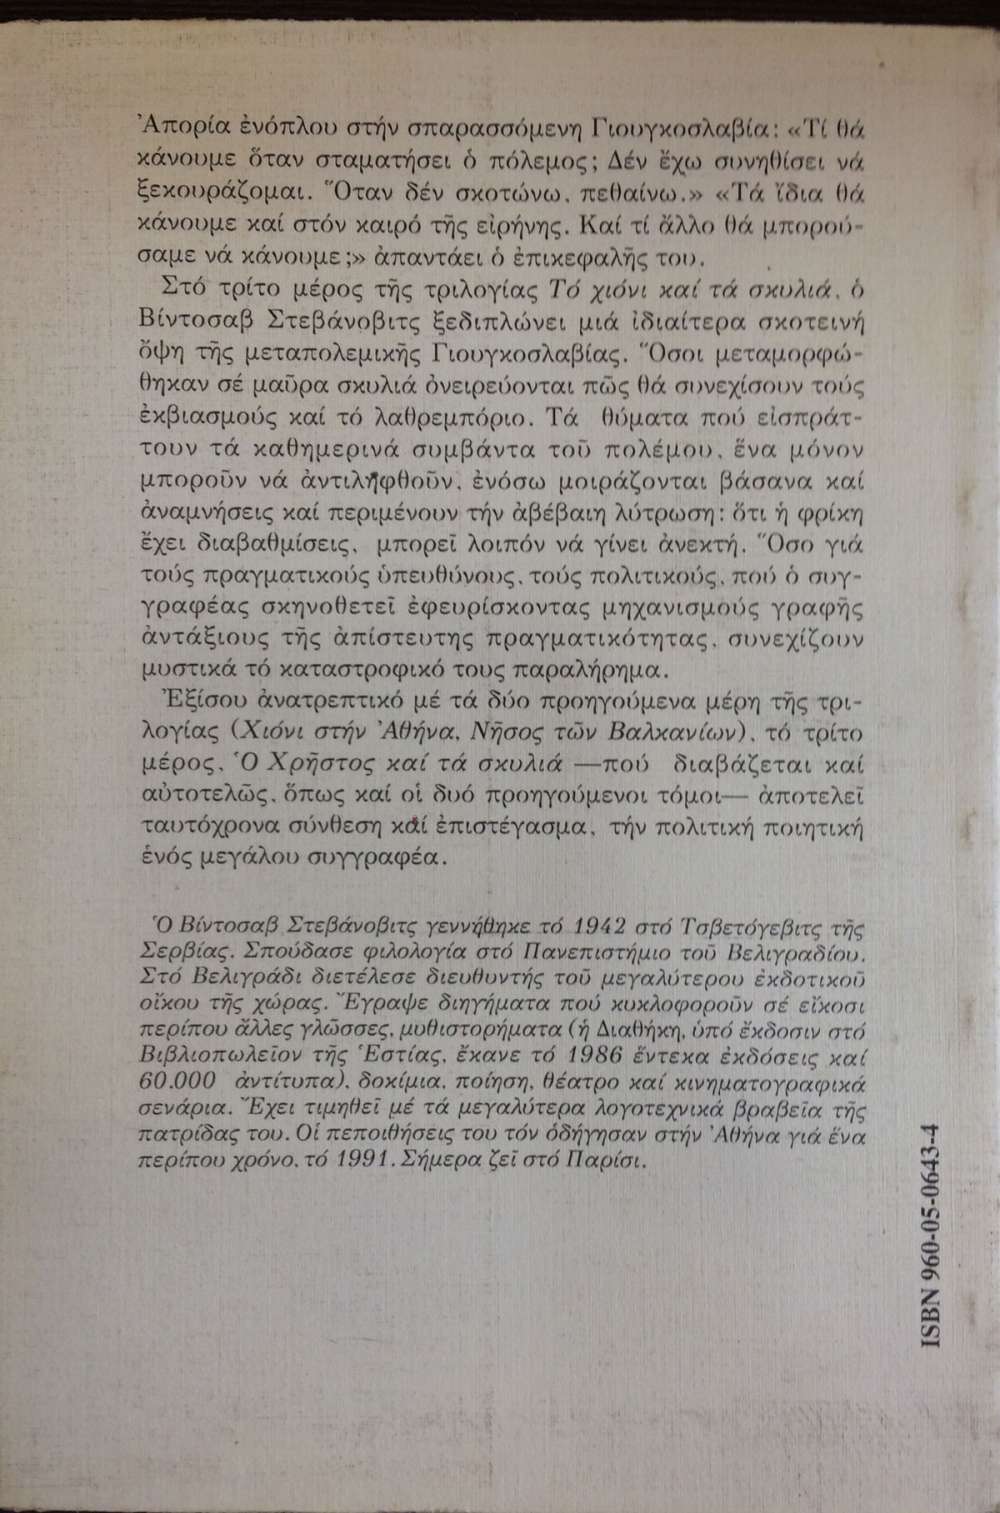 Ἀπορία ἐνόπλου στήν σπαρασσόμενη Γιουγκοσλαβία: «Τί θά
κάνουμε ὅταν σταματήσει ὁ πόλεμος; Δέν ἔχω συνηθίσει νά
ξεκουράζομαι. Ὅταν δέν σκοτώνω, πεθαίνω.» «Τά ἴδια θά
κάνουμε καί στόν καιρό τῆς εἰρήνης. Καί τί ἄλλο θά μπορού-
σαμε νά κάνουμε;» ἀπαντάει ὁ ἐπικεφαλῆς του.
Στό τρίτο μέρος τῆς τριλογίας Τό χιόνι καί τά σκυλιά, ὁ
Βίντοσαβ Στεβάνοβιτς ξεδιπλώνει μιά ἰδιαίτερα σκοτεινή
ὄψη τῆς μεταπολεμικῆς Γιουγκοσλαβίας. Ὅσοι μεταμορφώ-
θηκαν σέ μαῦρα σκυλιά ὀνειρεύονται πῶς θά συνεχίσουν τούς
ἐκβιασμούς καί τό λαθρεμπόριο. Τά θύματα πού εἰσπράτ-
τουν τά καθημερινά συμβάντα τοῦ πολέμου, ἕνα μόνον
μποροῦν νά ἀντιληφθοῦν, ἐνόσω μοιράζονται βάσανα καί
ἀναμνήσεις καί περιμένουν τήν ἀβέβαιη λύτρωση: ὅτι ἡ φρίκη
ἔχει διαβαθμίσεις, μπορεῖ λοιπόν νά γίνει ἀνεκτή. Ὅσο γιά
τούς πραγματικούς ὑπευθύνους, τούς πολιτικούς, πού ὁ συγ-
γραφέας σκηνοθετεῖ ἐφευρίσκοντας μηχανισμούς γραφῆς
ἀντάξιους τῆς ἀπίστευτης πραγματικότητας, συνεχίζουν
μυστικά τό καταστροφικό τους παραλήρημα.
Ἐξίσου ἀνατρεπτικό μέ τά δύο προηγούμενα μέρη τῆς τρι-
λογίας (Χιόνι στήν Ἀθήνα, Νῆσος τῶν Βαλκανίων), τό τρίτο
μέρος, Ὁ Χρῆστος καί τά σκυλιά —πού διαβάζεται καί
αὐτοτελῶς, ὅπως καί οἱ δυό προηγούμενοι τόμοι— ἀποτελεῖ
ταυτόχρονα σύνθεση καί ἐπιστέγασμα, τήν πολιτική ποιητική
ἑνός μεγάλου συγγραφέα.
Ὁ Βίντοσαβ Στεβάνοβιτς γεννήθηκε τό 1942 στό Τσβετόγεβιτς τῆς
Σερβίας. Σπούδασε φιλολογία στό Πανεπιστήμιο τοῦ Βελιγραδίου.
Στό Βελιγράδι διετέλεσε διευθυντής τοῦ μεγαλύτερου ἐκδοτικοῦ
οἴκου τῆς χώρας. Ἔγραψε διηγήματα πού κυκλοφοροῦν σέ εἴκοσι
περίπου ἄλλες γλῶσσες, μυθιστορήματα (ἡ Διαθήκη, ὑπό ἔκδοσιν στό
Βιβλιοπωλεῖον τῆς Ἑστίας, ἔκανε τό 1986 ἕντεκα ἐκδόσεις καί
60.000 ἀντίτυπα), δοκίμια, ποίηση, θέατρο καί κινηματογραφικά
σενάρια. Ἔχει τιμηθεῖ μέ τά μεγαλύτερα λογοτεχνικά βραβεῖα τῆς
πατρίδας του. Οἱ πεποιθήσεις του τόν ὁδήγησαν στήν Ἀθήνα γιά ἕνα
περίπου χρόνο, τό 1991. Σήμερα ζεῖ στό Παρίσι.
ISBN 960-05-0643-4